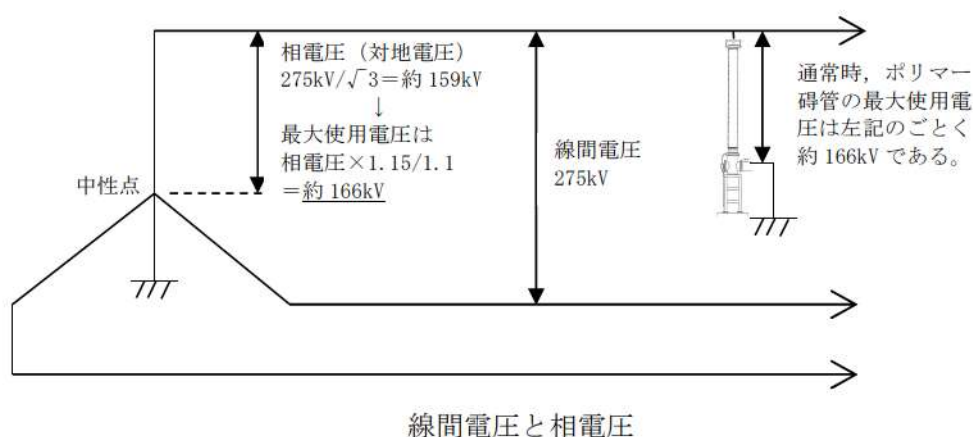 相電圧（対地電圧）
275kV/√3＝約 159kV
↓
最大使用電圧は
相電圧×1.15/1.1
＝約 166kV
中性点
線間電圧
275kV
通常時，ポリマー
碍管の最大使用電
圧は左記のごとく
約 166kV である。
線間電圧と相電圧